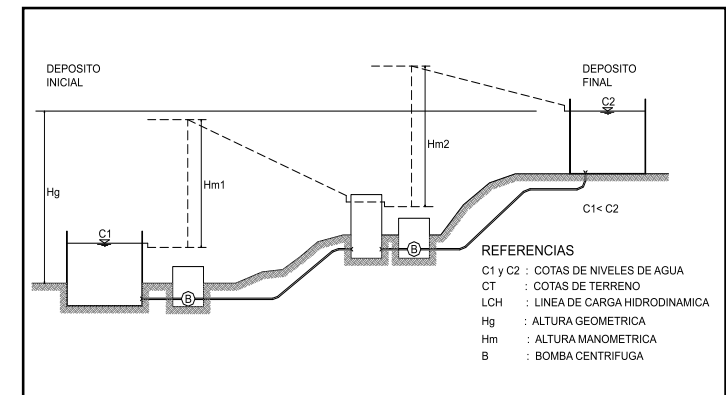 DEPOSITO
INICIAL
DEPOSITO
FINAL
C2
Hm2
Hg
Hm1
C1
C1< C2
B
B
REFERENCIAS
C1 y C2 : COTAS DE NIVELES DE AGUA
CT : COTAS DE TERRENO
LCH : LINEA DE CARGA HIDRODINAMICA
Hg : ALTURA GEOMETRICA
Hm : ALTURA MANOMETRICA
B : BOMBA CENTRIFUGA